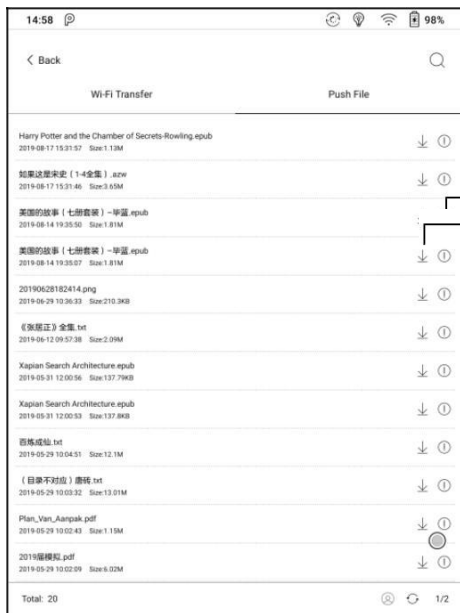 14:58 98%
Back
Wi-Fi Transfer Push File
Harry Potter and the Chamber of Secrets-Rowling.epub
2019-08-17 15:31:57 Size:1.13M
如果这是宋史（1-4全集）.azw
2019-08-17 15:31:46 Size:3.65M
美国的故事（七册套装）–毕蓝.epub
2019-08-14 19:35:50 Size:1.81M
美国的故事（七册套装）–毕蓝.epub
2019-08-14 19:35:07 Size:1.81M
20190628182414.png
2019-06-29 10:36:33 Size:210.3KB
《张居正》全集.txt
2019-06-12 09:57:38 Size:2.09M
Xapian Search Architecture.epub
2019-05-31 12:00:56 Size:137.79KB
Xapian Search Architecture.epub
2019-05-31 12:00:53 Size:137.8KB
百炼成仙.txt
2019-05-29 10:04:51 Size:12.1M
（目录不对应）唐砖.txt
2019-05-29 10:03:32 Size:13.01M
Plan_Van_Aanpak.pdf
2019-05-29 10:02:43 Size:1.15M
2019届模拟.pdf
2019-05-29 10:02:09 Size:6.02M
Total: 20 1/2